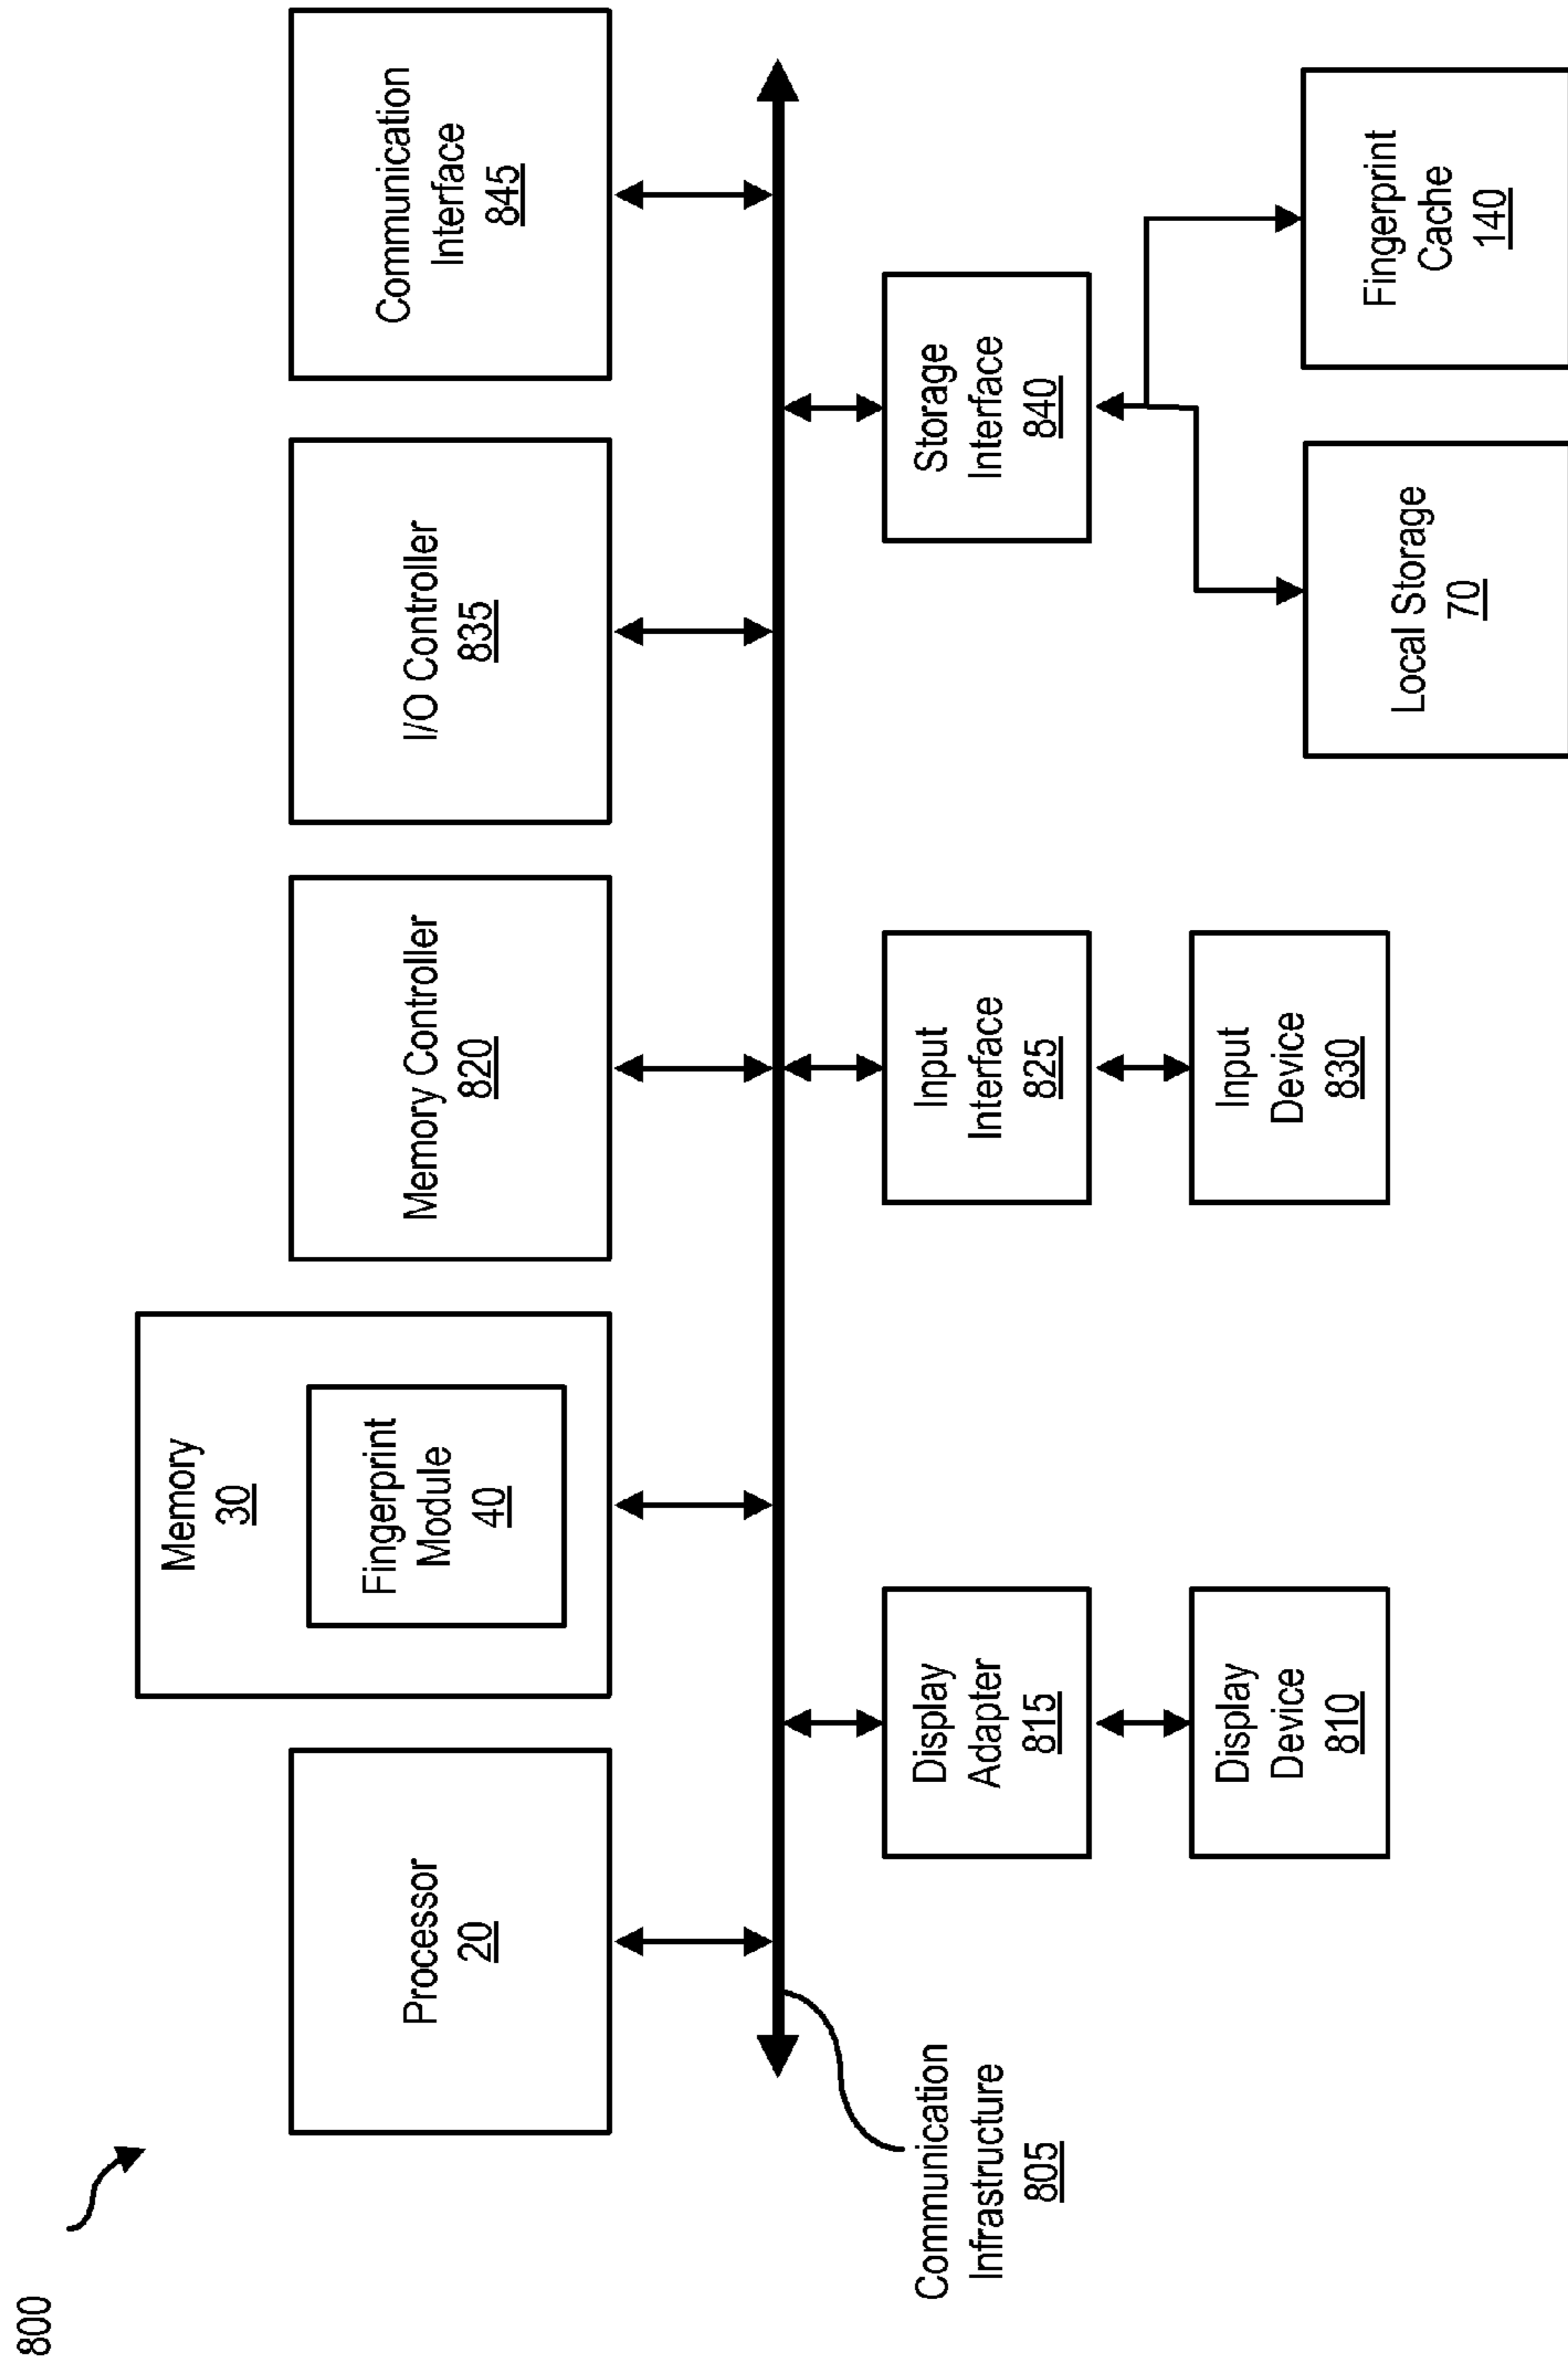 800
Processor
20
Memory
30
Fingerprint
Module
40
Memory Controller
820
I/O Controller
835
Communication
Interface
845
Communication
Infrastructure
805
Display
Adapter
815
Display
Device
810
Input
Interface
825
Input
Device
830
Storage
Interface
840
Local Storage
70
Fingerprint
Cache
140